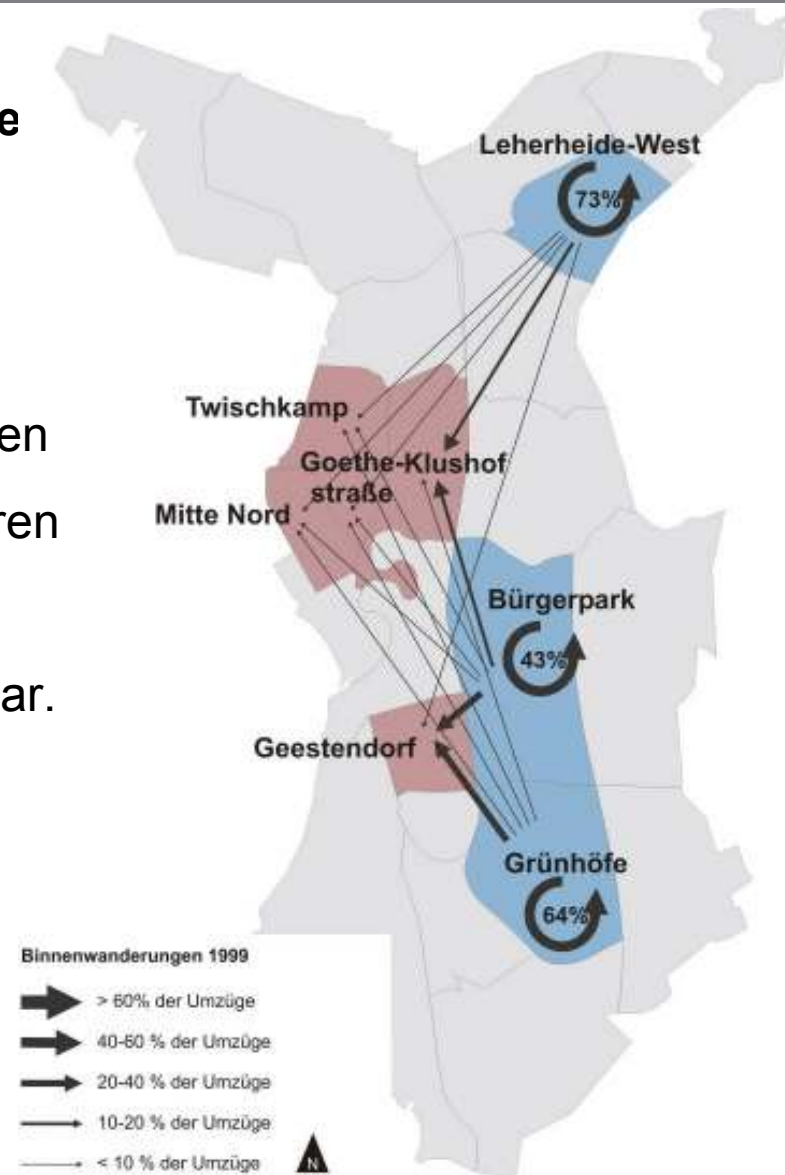 e
Leherheide-West
73%
Twischkamp
en
Goethe-Klushof
straße
ren
Mitte Nord
Bürgerpark
43%
ar.
Geestendorf
Grünhöfe
64%
Binnenwanderungen 1999
> 60% der Umzüge
40-60 % der Umzüge
20-40 % der Umzüge
10-20 % der Umzüge
< 10 % der Umzüge
N